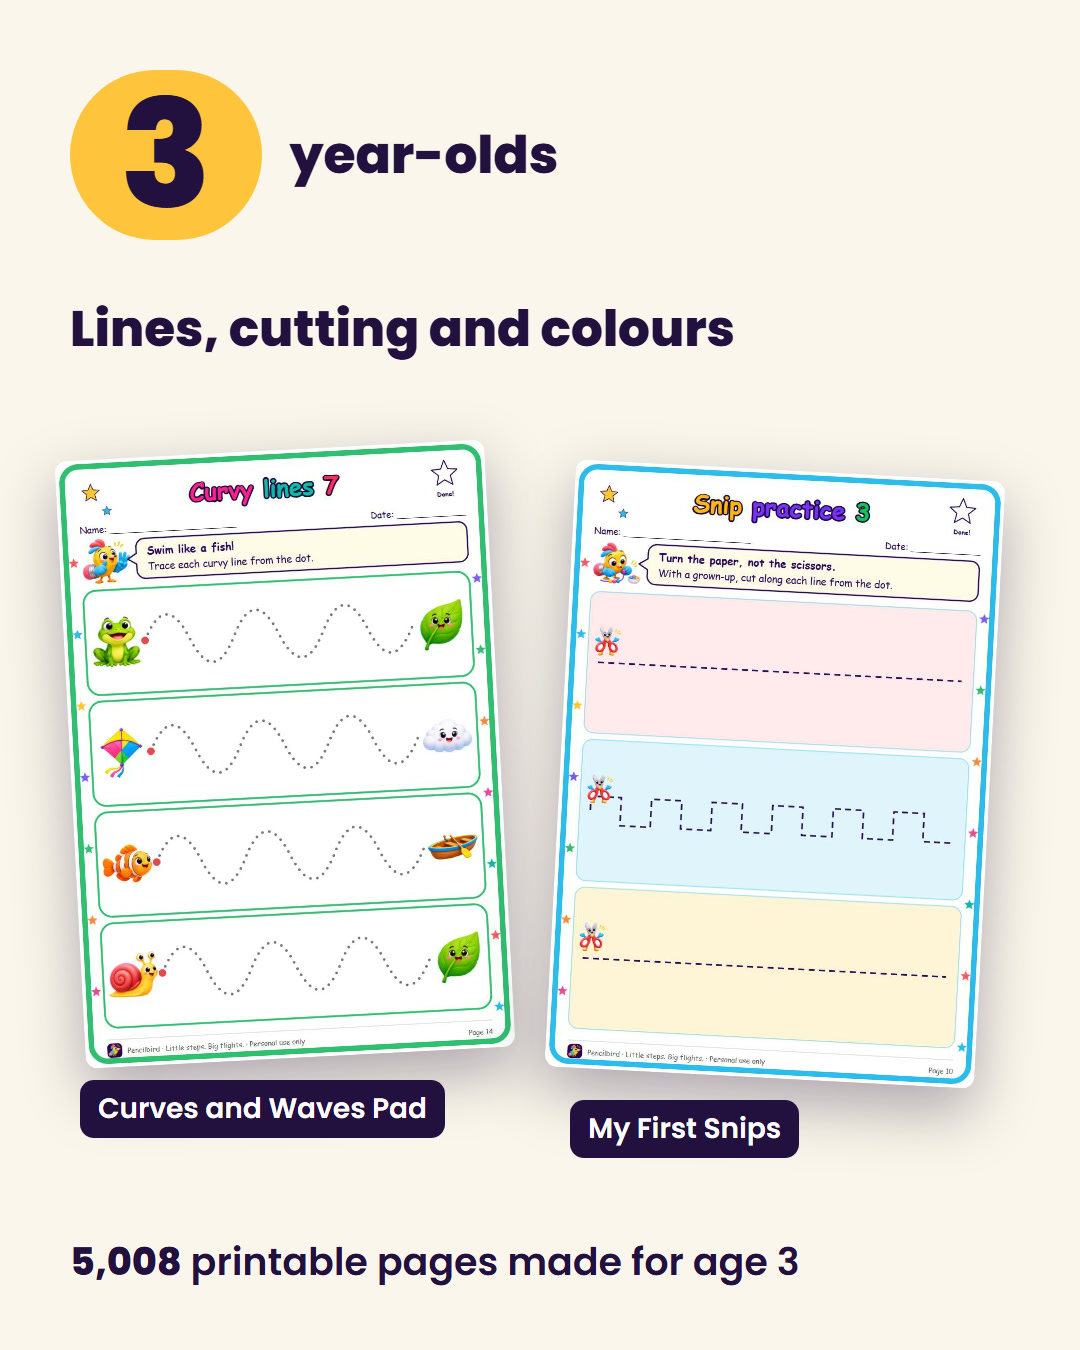 3
year-olds
Lines, cutting and colours
Curvy lines 7
Done!
Name:
Date:
Swim like a fish!
Trace each curvy line from the dot.
Pencilbird · Little steps. Big flights. · Personal use only
Page 14
Curves and Waves Pad
Snip practice 3
Done!
Name:
Date:
Turn the paper, not the scissors.
With a grown-up, cut along each line from the dot.
Pencilbird · Little steps. Big flights. · Personal use only
Page 10
My First Snips
5,008 printable pages made for age 3